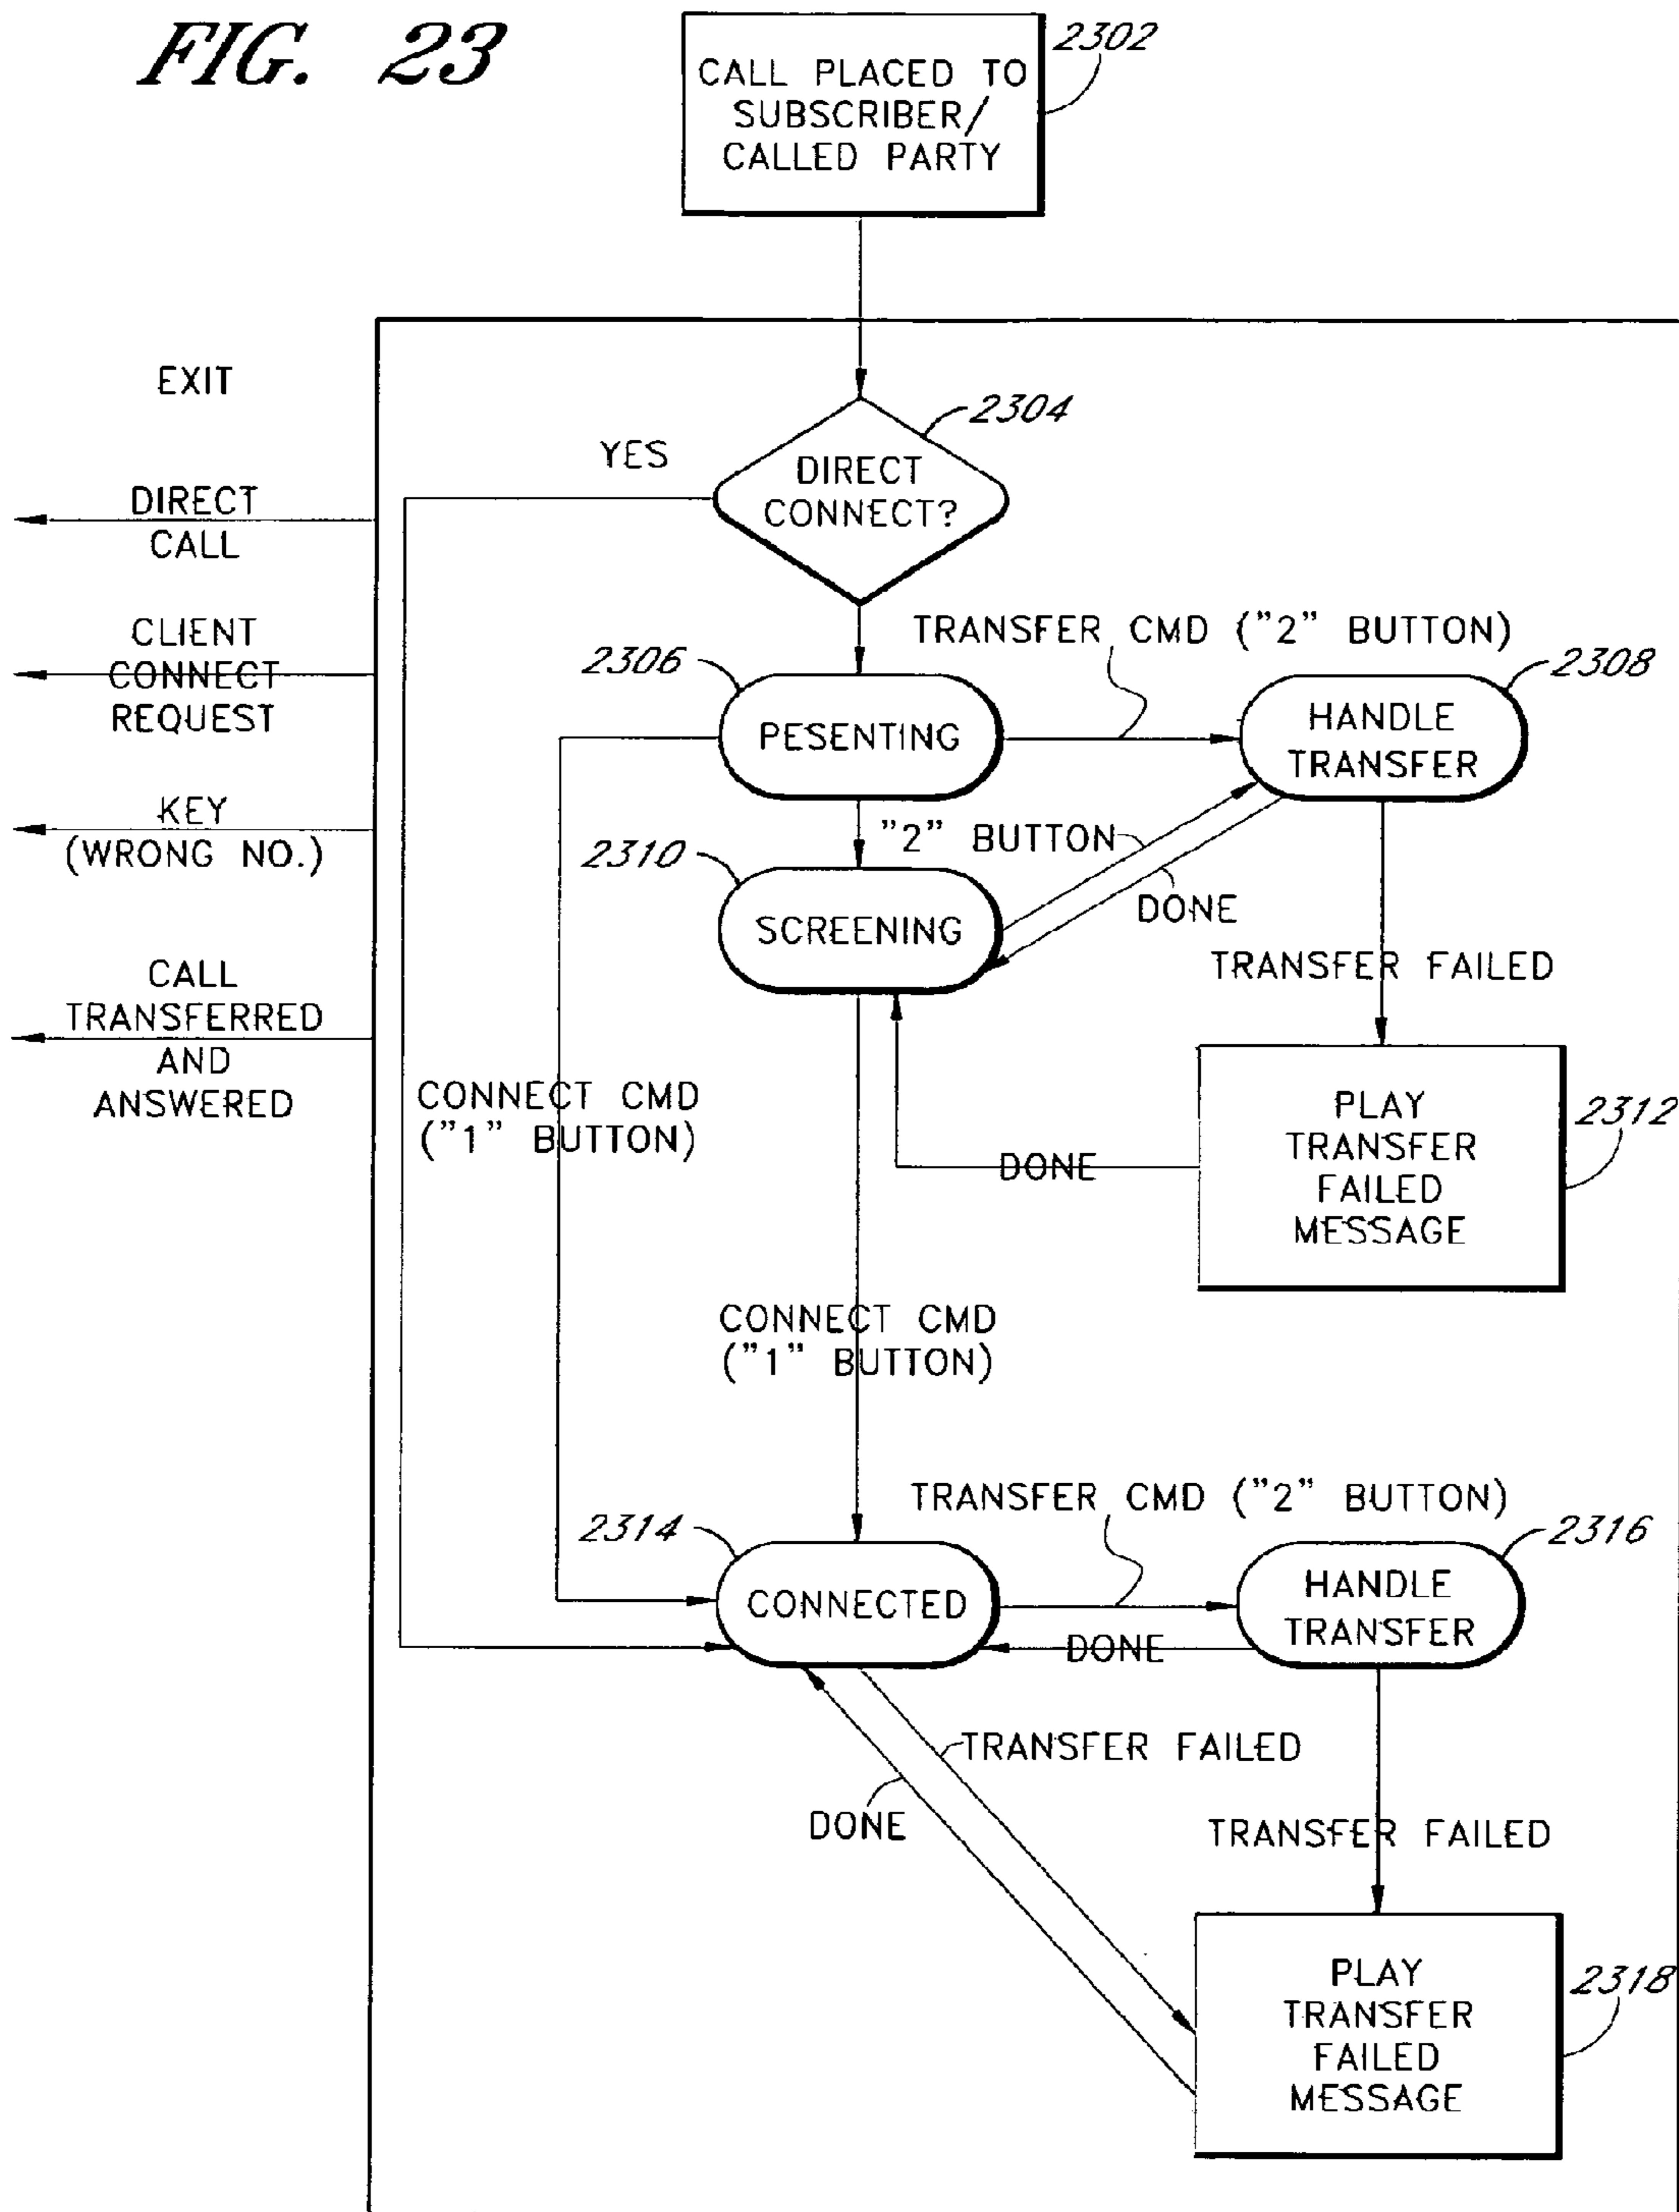 FIG. 23
2302
CALL PLACED TO
SUBSCRIBER/
CALLED PARTY
EXIT
DIRECT
CALL
CLIENT
CONNECT
REQUEST
KEY
(WRONG NO.)
CALL
TRANSFERRED
AND
ANSWERED
2304
YES
DIRECT
CONNECT?
TRANSFER CMD ("2" BUTTON)
2306
2308
PESENTING
HANDLE
TRANSFER
"2" BUTTON
2310
DONE
SCREENING
TRANSFER FAILED
CONNECT CMD
("1" BUTTON)
2312
PLAY
TRANSFER
FAILED
MESSAGE
DONE
CONNECT CMD
("1" BUTTON)
TRANSFER CMD ("2" BUTTON)
2314
2316
CONNECTED
HANDLE
TRANSFER
DONE
TRANSFER FAILED
DONE
TRANSFER FAILED
2318
PLAY
TRANSFER
FAILED
MESSAGE